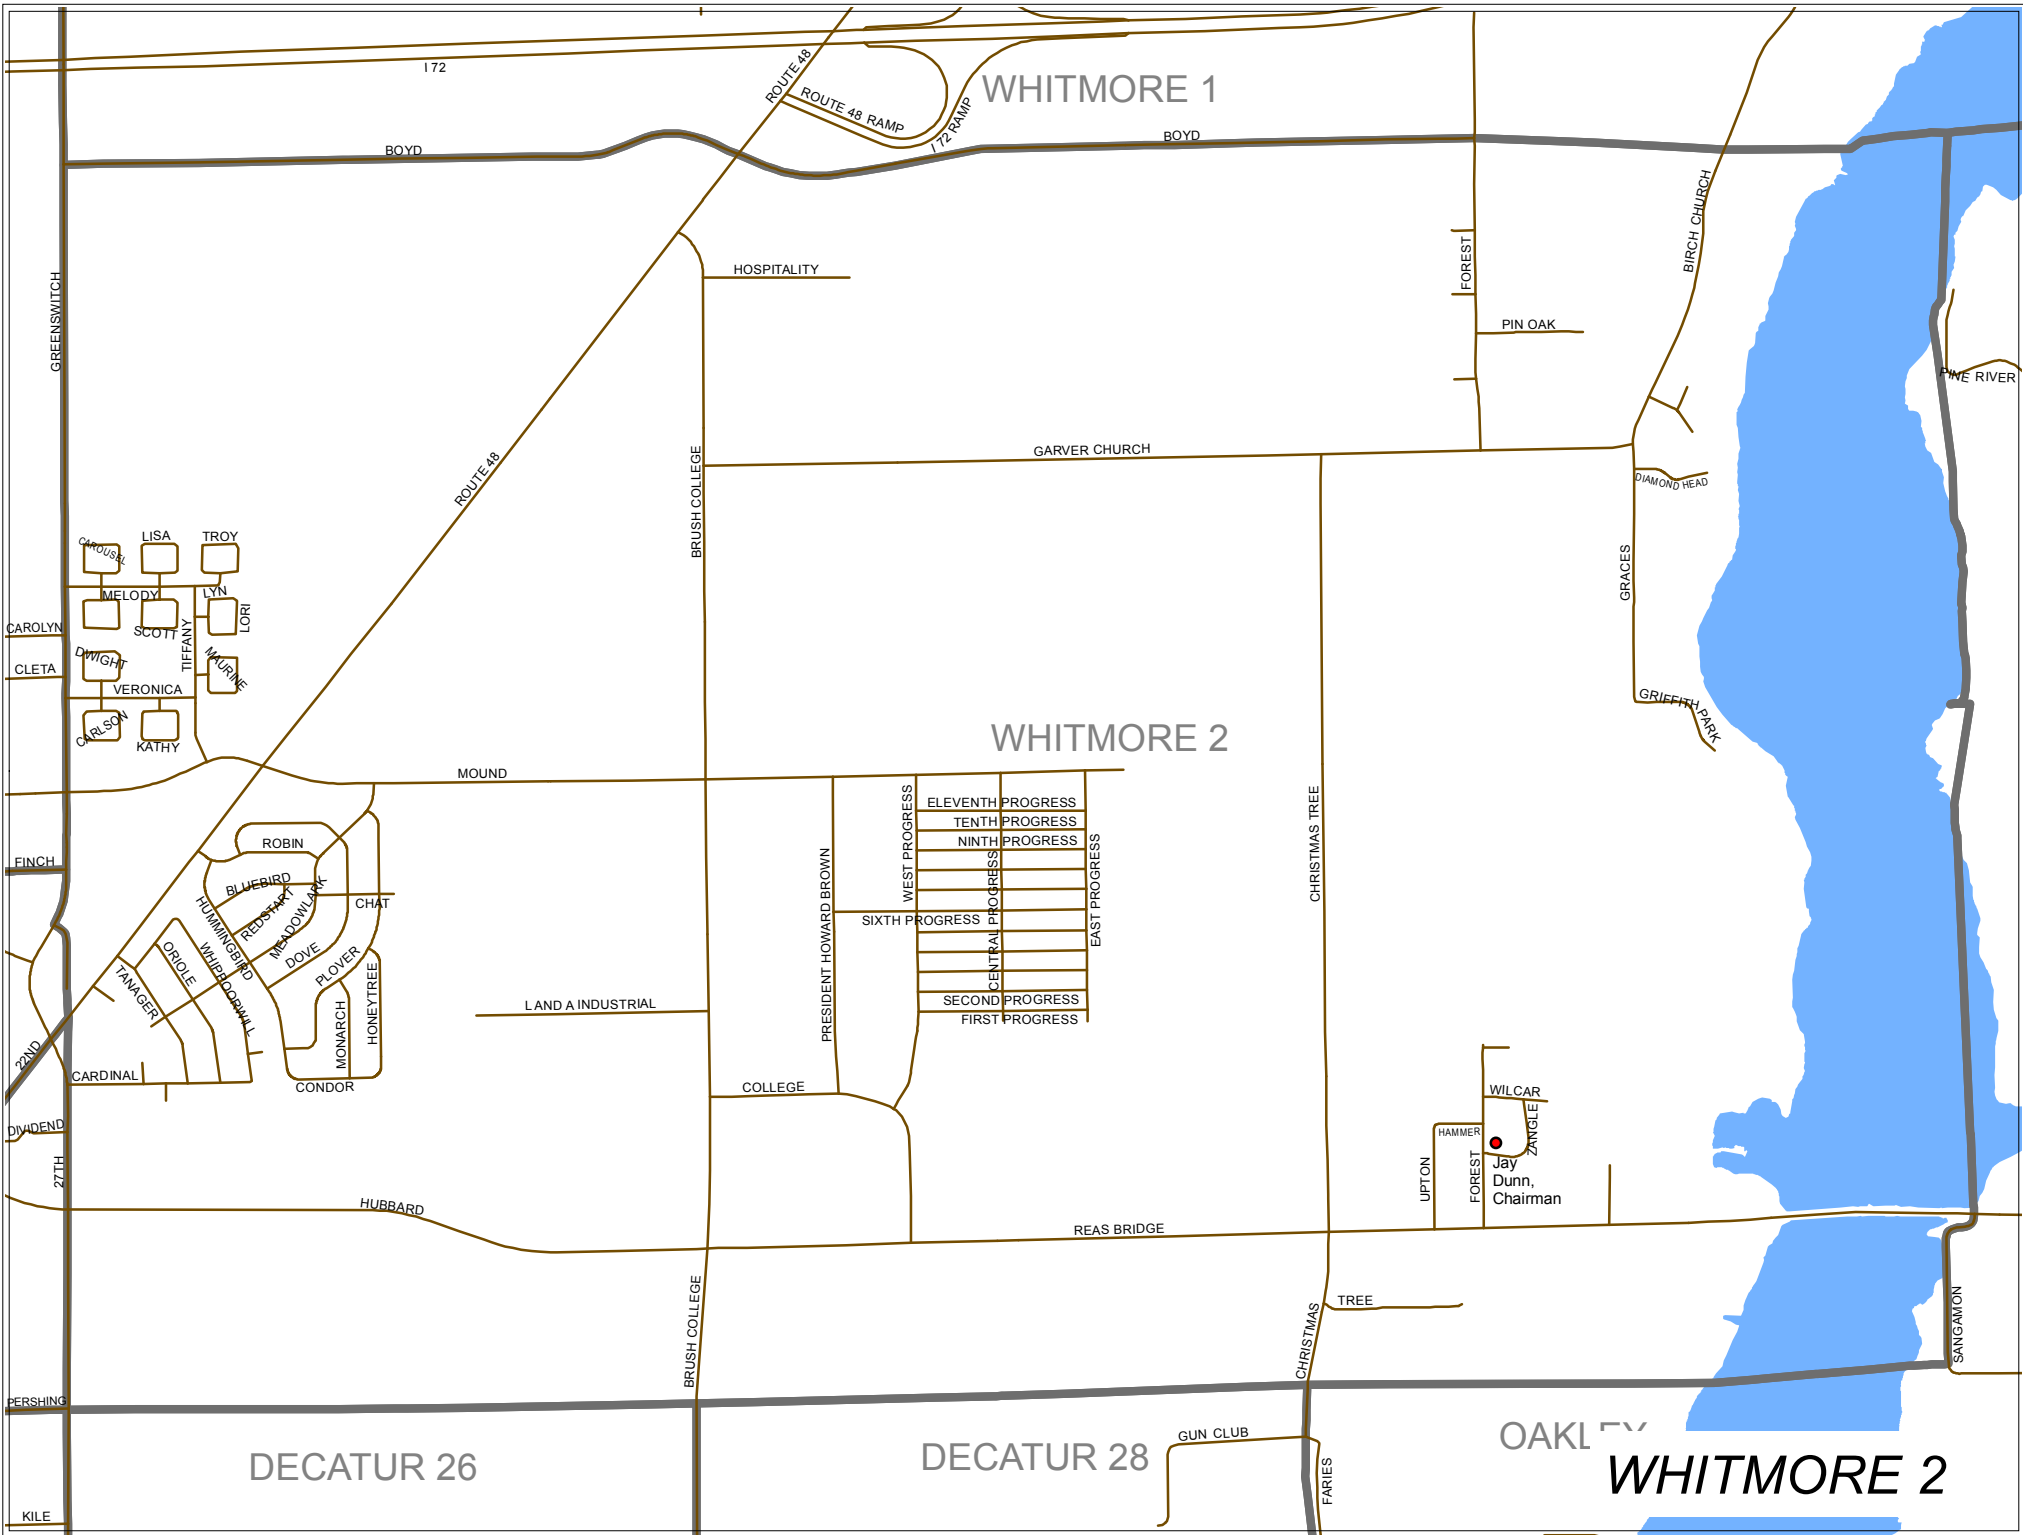 I 72
ROUTE 48
ROUTE 48 RAMP
I 72 RAMP
WHITMORE 1
BOYD
BOYD
BIRCH CHURCH
FOREST
HOSPITALITY
GREENSWITCH
PIN OAK
PINE RIVER
ROUTE 48
BRUSH COLLEGE
GARVER CHURCH
DIAMOND HEAD
GRACES
CAROUSEL
LISA
TROY
MELODY
LYN
LORI
CAROLYN
SCOTT
TIFFANY
CLETA
DWIGHT
MAURINE
VERONICA
CARLSON
KATHY
GRIFFITH PARK
WHITMORE 2
MOUND
WEST PROGRESS
ELEVENTH PROGRESS
TENTH PROGRESS
NINTH PROGRESS
CENTRAL PROGRESS
EAST PROGRESS
CHRISTMAS TREE
PRESIDENT HOWARD BROWN
SIXTH PROGRESS
SECOND PROGRESS
FIRST PROGRESS
FINCH
ROBIN
BLUEBIRD
REDSTART
MEADOWLARK
CHAT
HUMMINGBIRD
DOVE
PLOVER
ORIOLE
WHIPPOORWILL
TANAGER
HONEYTREE
MONARCH
LAND A INDUSTRIAL
22ND
CARDINAL
CONDOR
COLLEGE
WILCAR
HAMMER
ZANGLE
DIVIDEND
27TH
UPTON
FOREST
Jay
Dunn,
Chairman
HUBBARD
REAS BRIDGE
BRUSH COLLEGE
CHRISTMAS
TREE
SANGAMON
PERSHING
DECATUR 26
DECATUR 28
GUN CLUB
FARIES
OAKLEY
WHITMORE 2
KILE